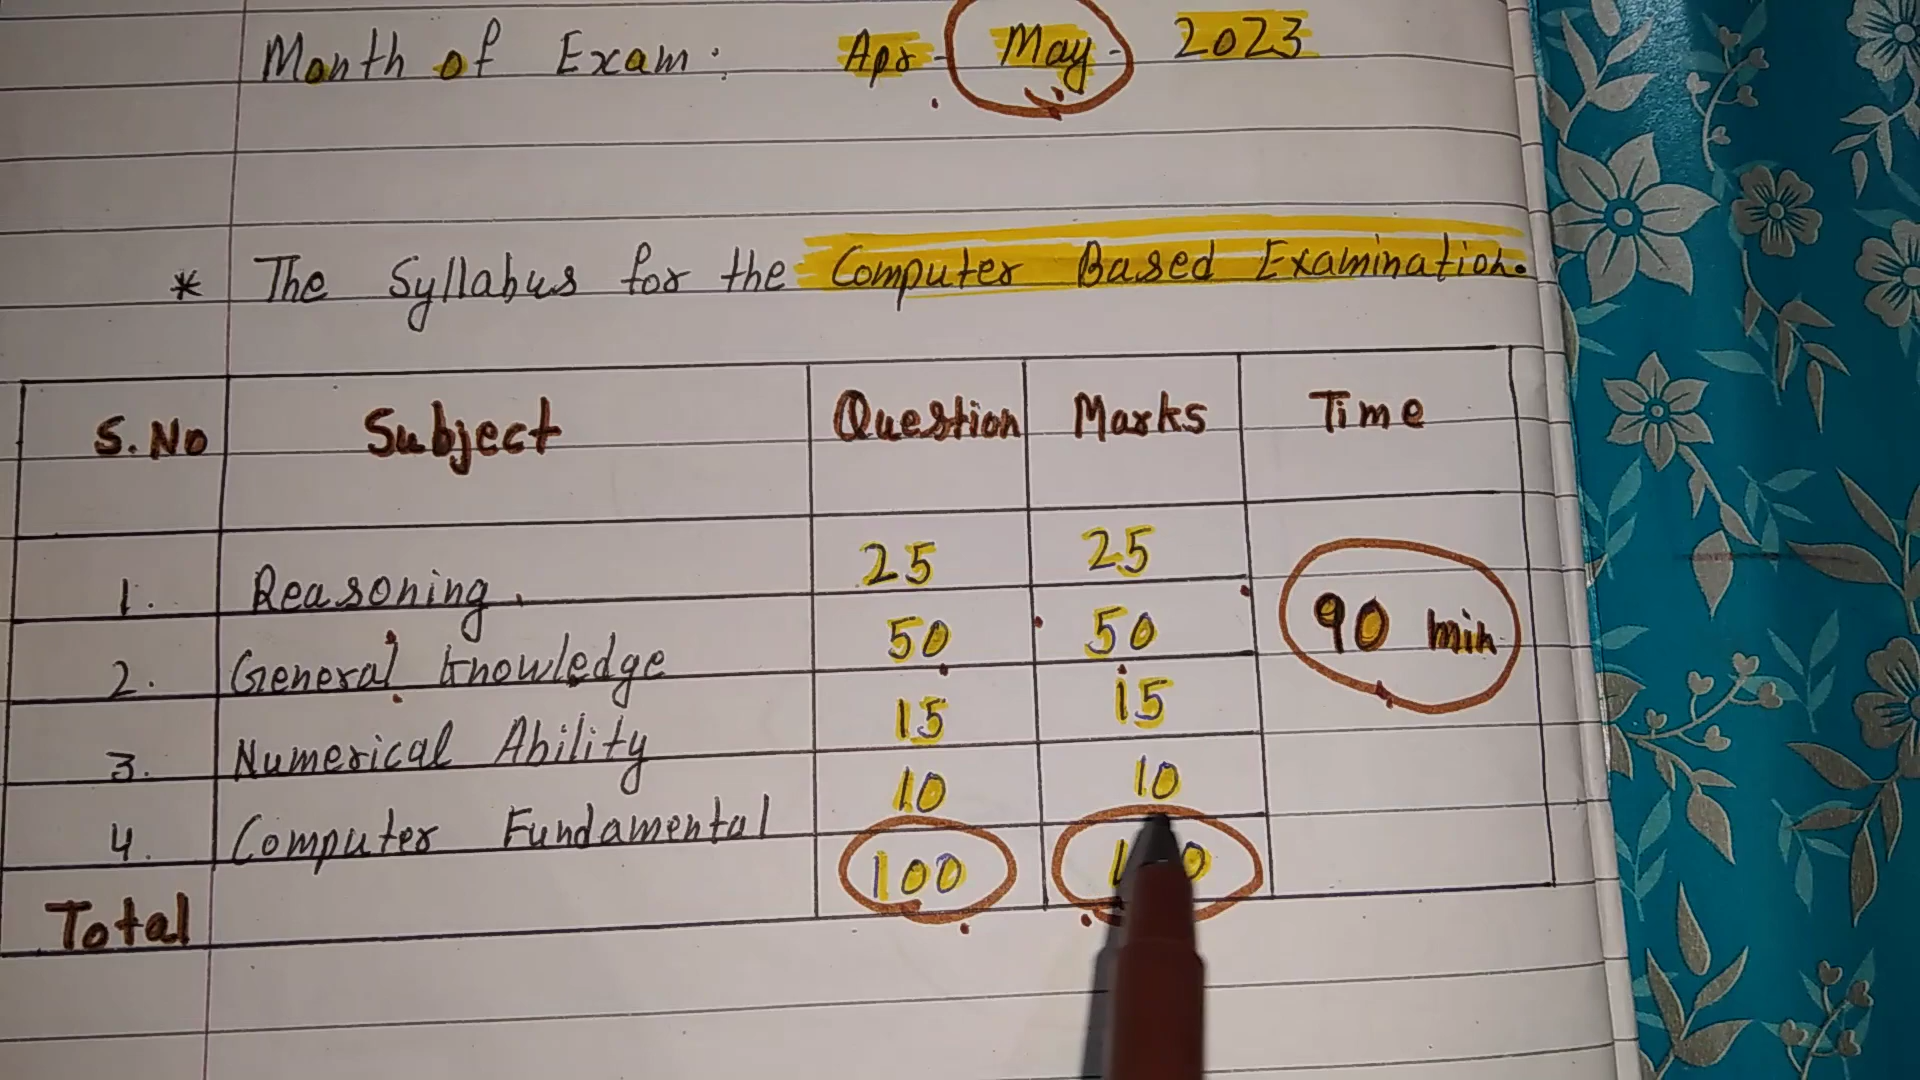 Month of Exam: Apr - May - 2023
* The Syllabus for the Computer Based Examination.
S.No Subject Question Marks Time
1. Reasoning. 25 25
2. General knowledge 50 50 90 min
3. Numerical Ability 15 15
4. Computer Fundamental 10 10
Total 100